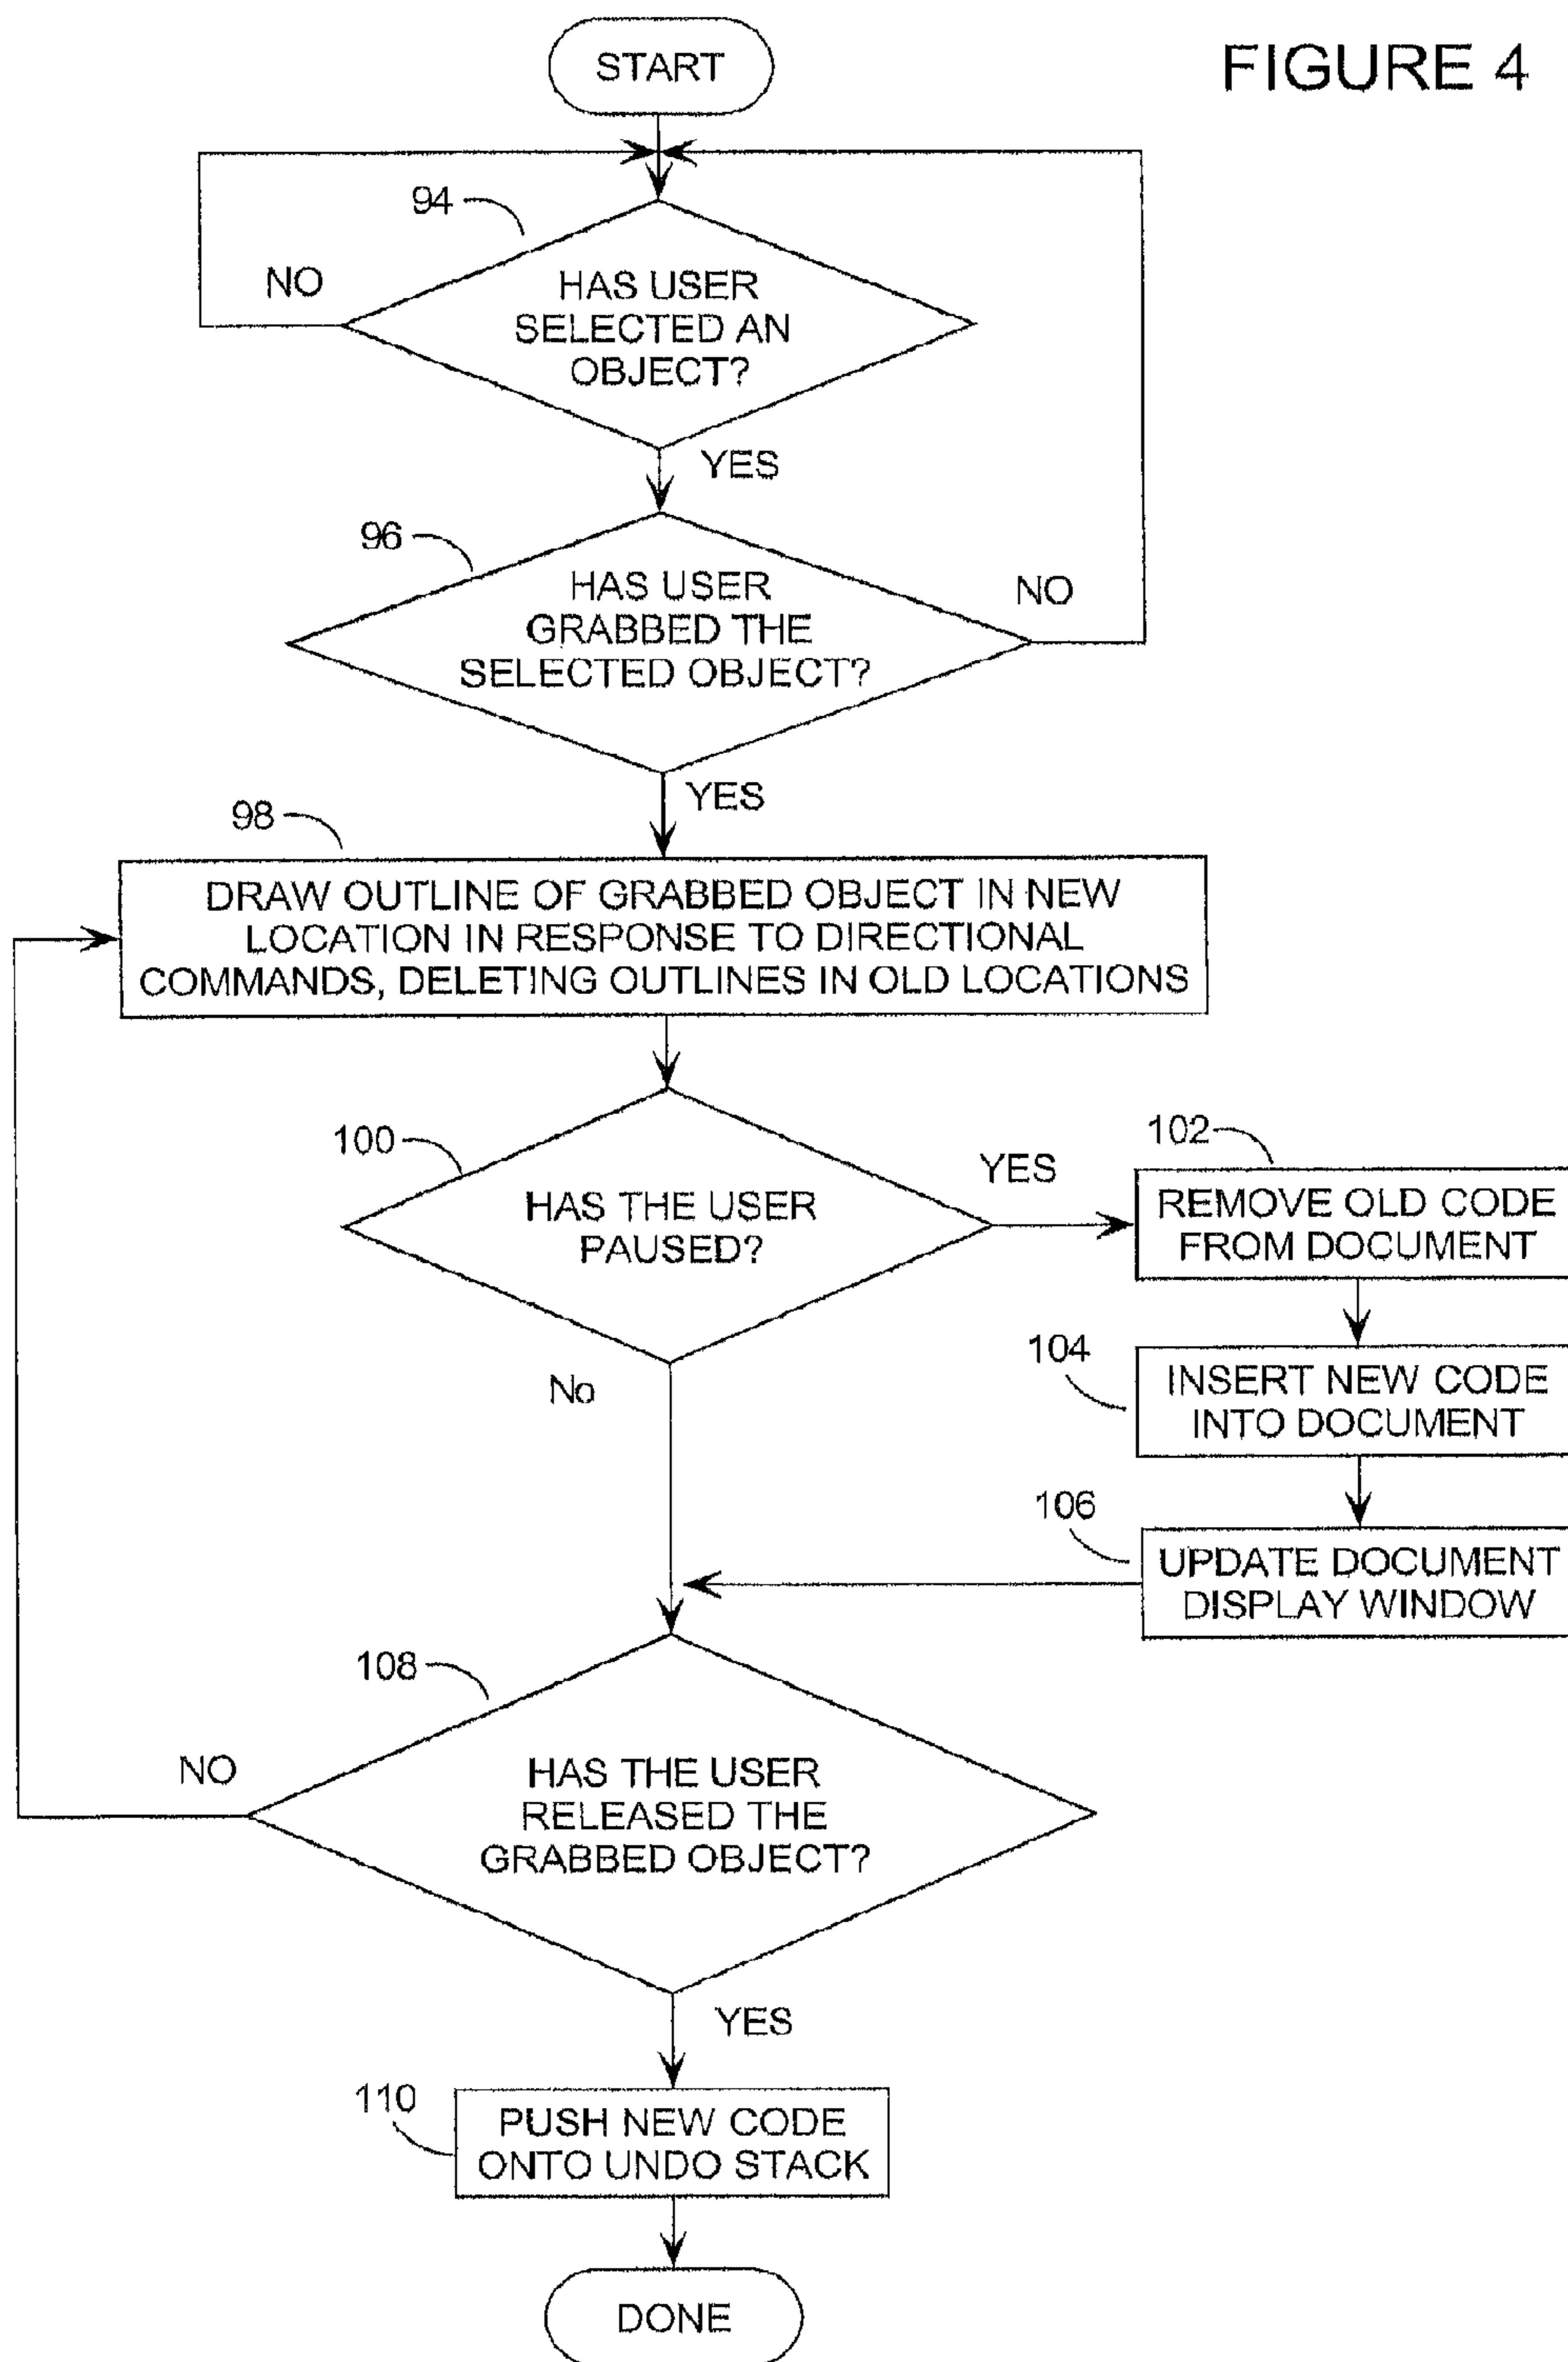 FIGURE 4
START
94
NO
HAS USER
SELECTED AN
OBJECT?
YES
96
HAS USER
GRABBED THE
SELECTED OBJECT?
NO
YES
98
DRAW OUTLINE OF GRABBED OBJECT IN NEW
LOCATION IN RESPONSE TO DIRECTIONAL
COMMANDS, DELETING OUTLINES IN OLD LOCATIONS
100
HAS THE USER
PAUSED?
YES
102
REMOVE OLD CODE
FROM DOCUMENT
No
104
INSERT NEW CODE
INTO DOCUMENT
106
UPDATE DOCUMENT
DISPLAY WINDOW
108
NO
HAS THE USER
RELEASED THE
GRABBED OBJECT?
YES
110
PUSH NEW CODE
ONTO UNDO STACK
DONE